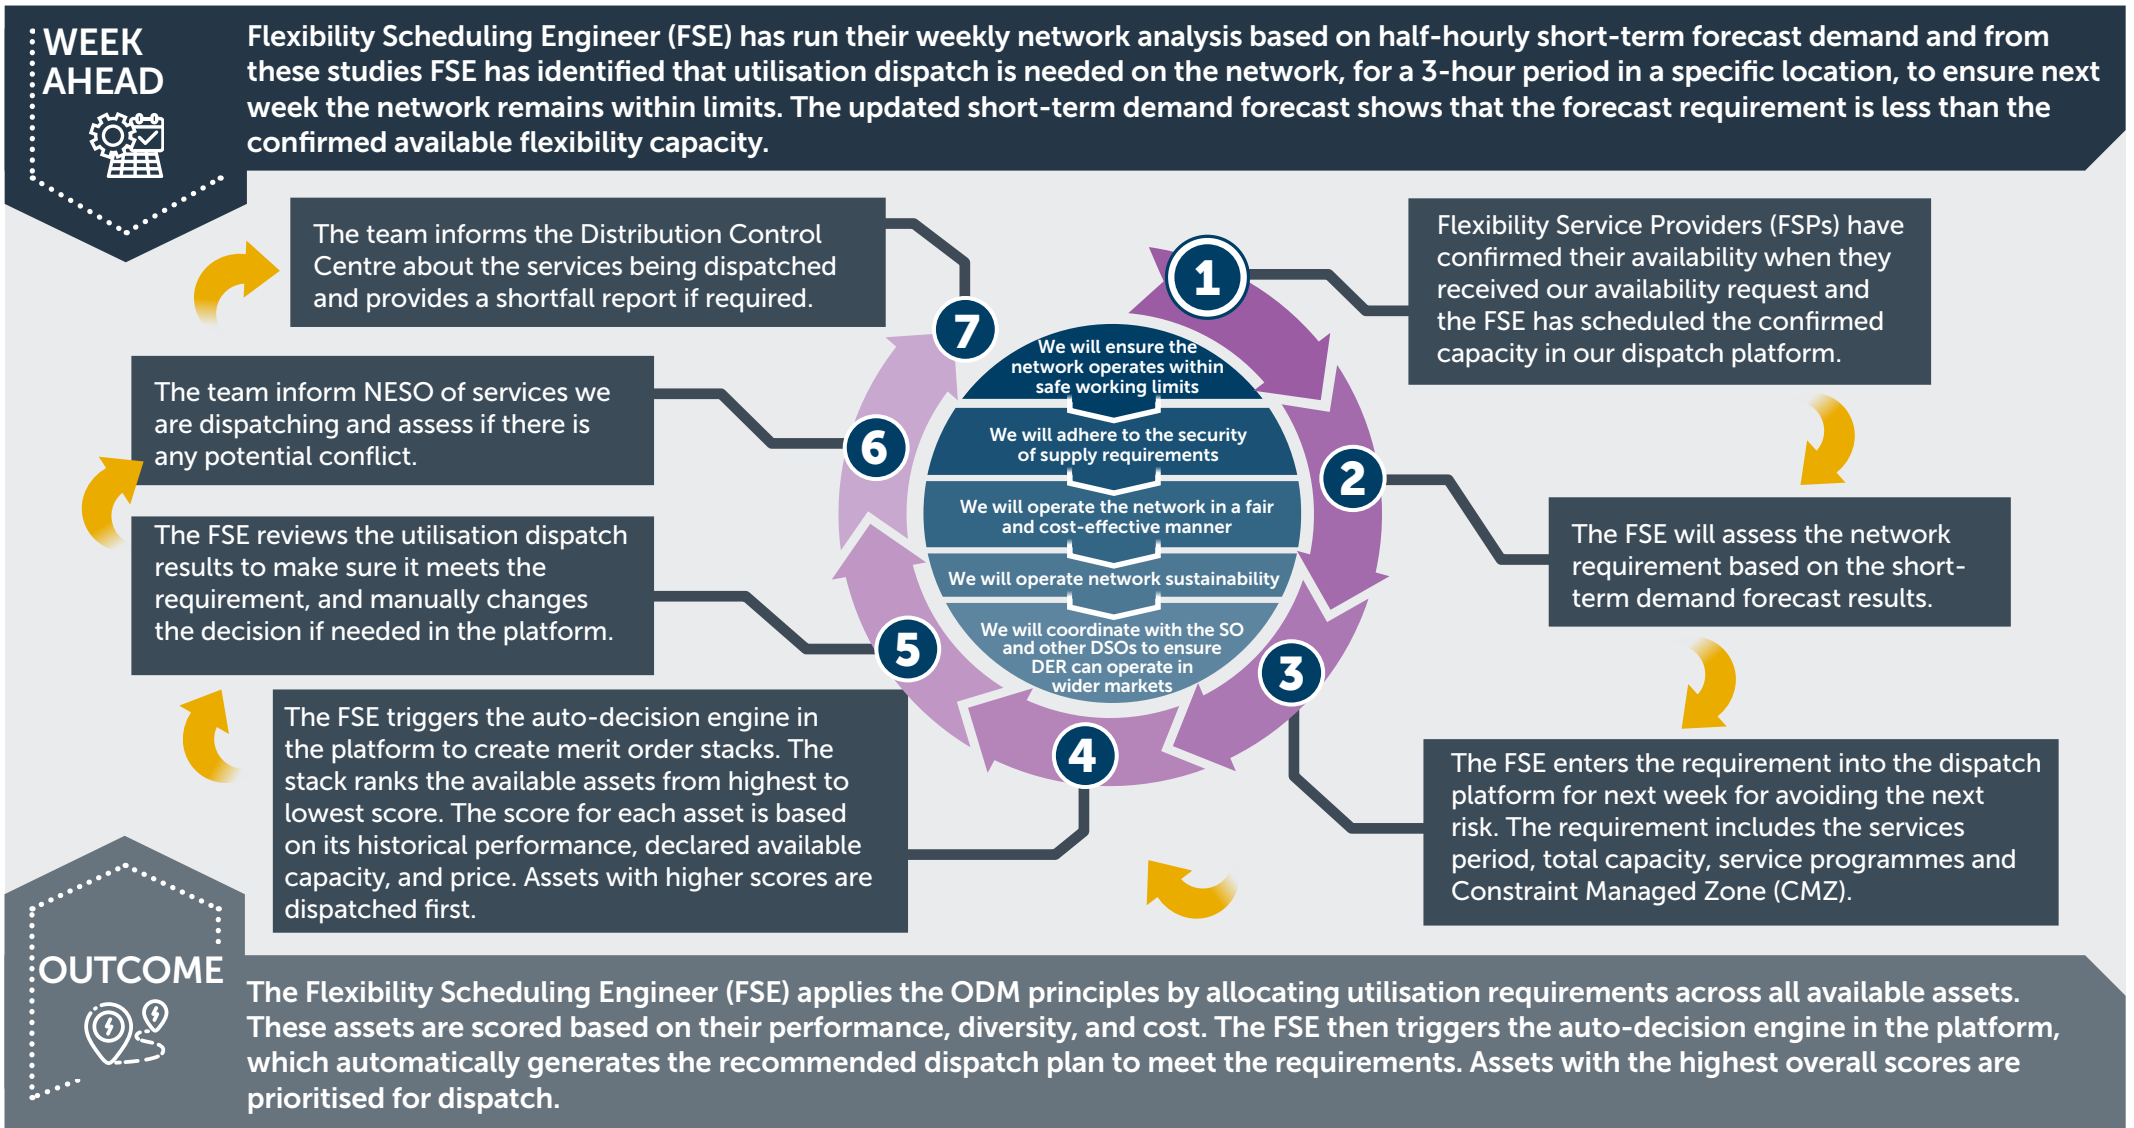 WEEK
AHEAD
Flexibility Scheduling Engineer (FSE) has run their weekly network analysis based on half-hourly short-term forecast demand and from
these studies FSE has identified that utilisation dispatch is needed on the network, for a 3-hour period in a specific location, to ensure next
week the network remains within limits. The updated short-term demand forecast shows that the forecast requirement is less than the
confirmed available flexibility capacity.
1
Flexibility Service Providers (FSPs) have
confirmed their availability when they
received our availability request and
the FSE has scheduled the confirmed
capacity in our dispatch platform.
2
The FSE will assess the network
requirement based on the short-
term demand forecast results.
3
The FSE enters the requirement into the dispatch
platform for next week for avoiding the next
risk. The requirement includes the services
period, total capacity, service programmes and
Constraint Managed Zone (CMZ).
4
The FSE triggers the auto-decision engine in
the platform to create merit order stacks. The
stack ranks the available assets from highest to
lowest score. The score for each asset is based
on its historical performance, declared available
capacity, and price. Assets with higher scores are
dispatched first.
5
The FSE reviews the utilisation dispatch
results to make sure it meets the
requirement, and manually changes
the decision if needed in the platform.
6
The team inform NESO of services we
are dispatching and assess if there is
any potential conflict.
7
The team informs the Distribution Control
Centre about the services being dispatched
and provides a shortfall report if required.
We will ensure the
network operates within
safe working limits
We will adhere to the security
of supply requirements
We will operate the network in a fair
and cost-effective manner
We will operate network sustainability
We will coordinate with the SO
and other DSOs to ensure
DER can operate in
wider markets
OUTCOME
The Flexibility Scheduling Engineer (FSE) applies the ODM principles by allocating utilisation requirements across all available assets.
These assets are scored based on their performance, diversity, and cost. The FSE then triggers the auto-decision engine in the platform,
which automatically generates the recommended dispatch plan to meet the requirements. Assets with the highest overall scores are
prioritised for dispatch.